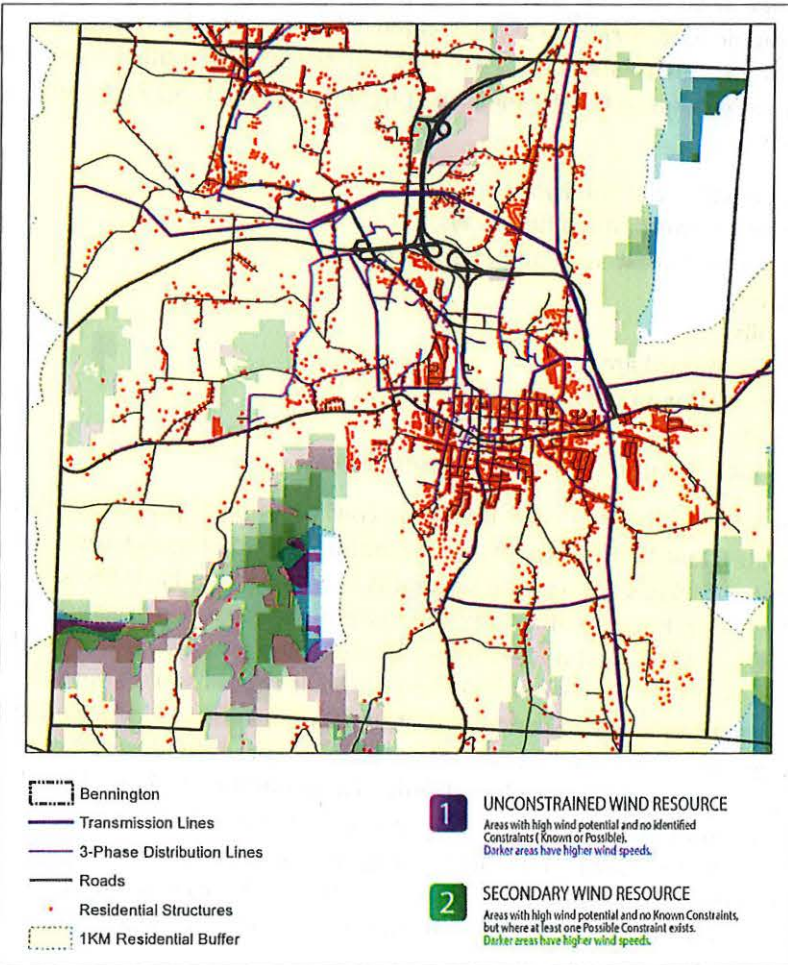 Bennington
Transmission Lines
3-Phase Distribution Lines
Roads
Residential Structures
1KM Residential Buffer
1
UNCONSTRAINED WIND RESOURCE
Areas with high wind potential and no identified
Constraints (Known or Possible).
Darker areas have higher wind speeds.
2
SECONDARY WIND RESOURCE
Areas with high wind potential and no Known Constraints,
but where at least one Possible Constraint exists.
Darker areas have higher wind speeds.